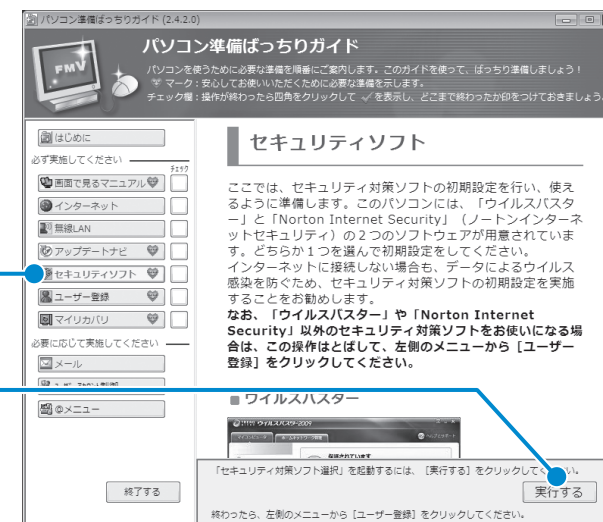 パソコン準備ばっちりガイド (2.4.2.0)
FMV
パソコン準備ばっちりガイド
パソコンを使うために必要な準備を順番にご案内します。このガイドを使って、ばっちり準備しましょう！
マーク：安心してお使いいただくために必要な準備を示します。
チェック欄：操作が終わったら四角をクリックして ✓を表示し、どこまで終わったか印をつけておきましょう。
はじめに
必ず実施してください
ﾁｪｯｸ
画面で見るマニュアル
インターネット
無線LAN
アップデートナビ
セキュリティソフト
ユーザー登録
マイリカバリ
必要に応じて実施してください
メール
@メニュー
終了する
セキュリティソフト
ここでは、セキュリティ対策ソフトの初期設定を行い、使え
るように準備します。このパソコンには、「ウイルスバスタ
ー」と「Norton Internet Security」（ノートンインターネ
ットセキュリティ）の２つのソフトウェアが用意されていま
す。どちらか１つを選んで初期設定をしてください。
インターネットに接続しない場合も、データによるウイルス
感染を防ぐため、セキュリティソフトの初期設定を実施
することをお勧めします。
なお、「ウイルスバスター」や「Norton Internet
Security」以外のセキュリティ対策ソフトをお使いになる場
合は、この操作はとばして、左側のメニューから［ユーザー
登録］をクリックしてください。
■ ウイルスバスター
ウイルスバスター2009
「セキュリティ対策ソフト選択」を起動するには、［実行する］をクリックしてください。
実行する
終わったら、左側のメニューから［ユーザー登録］をクリックしてください。